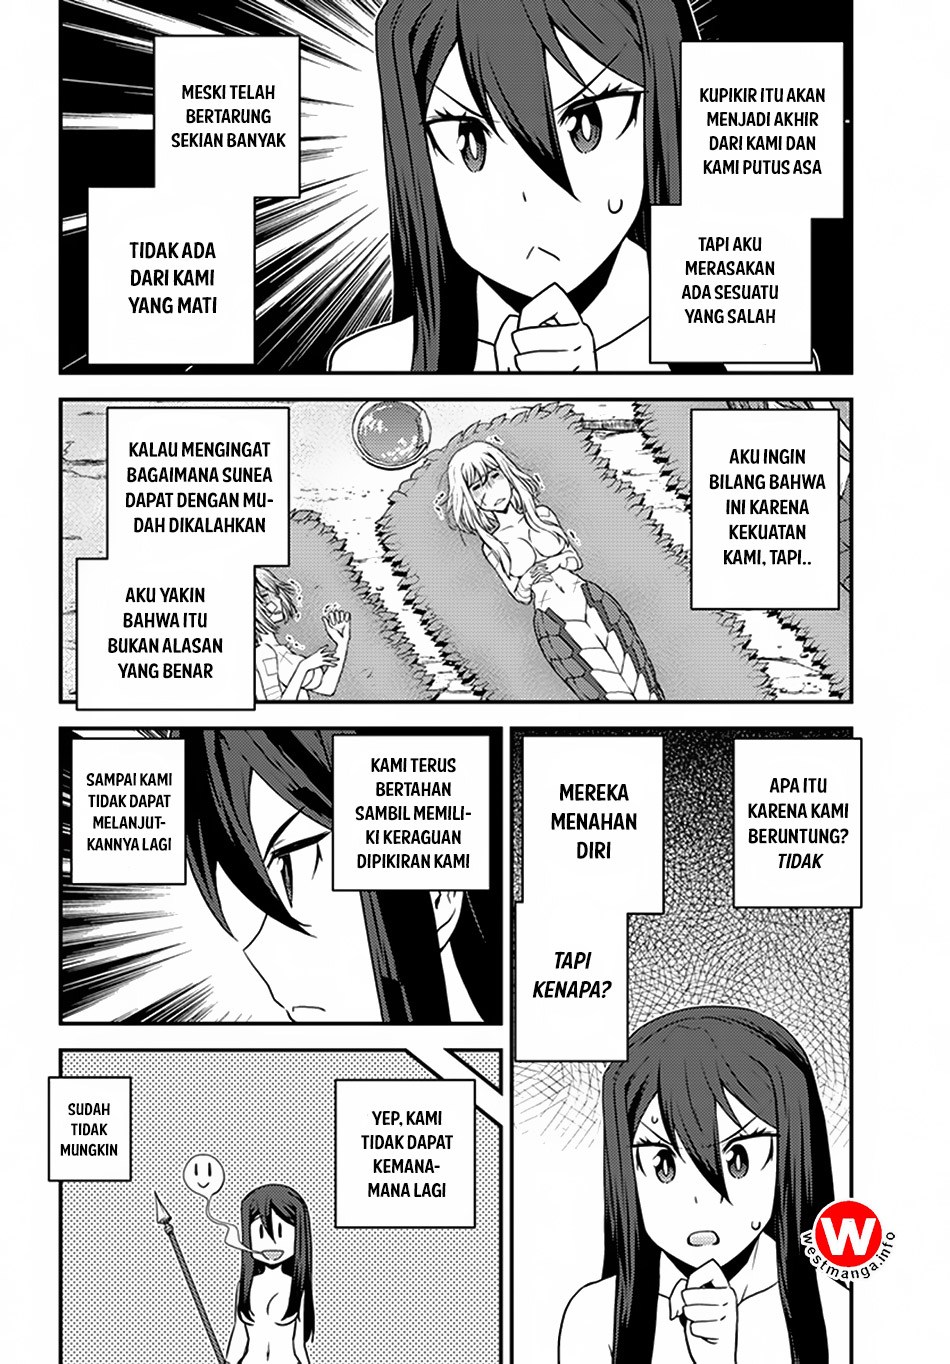 KUPIKIR ITU AKAN
MENJADI AKHIR
DARI KAMI DAN
KAMI PUTUS ASA
TAPI AKU
MERASAKAN
ADA SESUATU
YANG SALAH
MESKI TELAH
BERTARUNG
SEKIAN BANYAK
TIDAK ADA
DARI KAMI
YANG MATI
AKU INGIN
BILANG BAHWA
INI KARENA
KEKUATAN
KAMI, TAPI..
KALAU MENGINGAT
BAGAIMANA SUNEA
DAPAT DENGAN MU-
DAH DIKALAHKAN
AKU YAKIN
BAHWA ITU
BUKAN ALASAN
YANG BENAR
APA ITU
KARENA KAMI
BERUNTUNG?
TIDAK
MEREKA
MENAHAN
DIRI
TAPI
KENAPA?
KAMI TERUS
BERTAHAN
SAMBIL MEMILI-
KI KERAGUAN
DIPIKIRAN KAMI
SAMPAI KAMI
TIDAK DAPAT
MELANJUT-
KANNYA LAGI
YEP, KAMI
TIDAK DAPAT
KEMANA-
MANA LAGI
SUDAH
TIDAK
MUNGKIN
W
westmanga.info